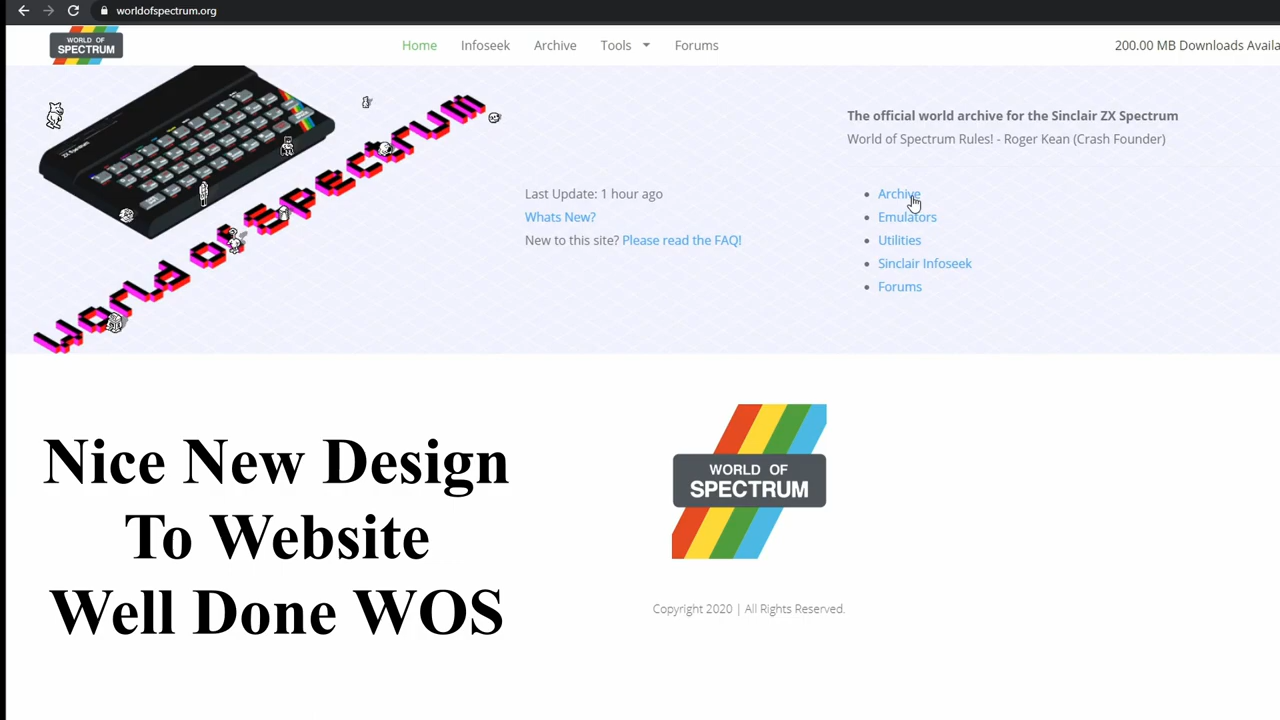 worldofspectrum.org
WORLD OF
SPECTRUM
Home
Infoseek
Archive
Tools
Forums
200.00 MB Downloads Availa
ZX Spectrum
World of Spectrum
The official world archive for the Sinclair ZX Spectrum
World of Spectrum Rules! - Roger Kean (Crash Founder)
Last Update: 1 hour ago
Whats New?
New to this site? Please read the FAQ!
Archive
Emulators
Utilities
Sinclair Infoseek
Forums
Nice New Design
To Website
Well Done WOS
WORLD OF
SPECTRUM
Copyright 2020 | All Rights Reserved.